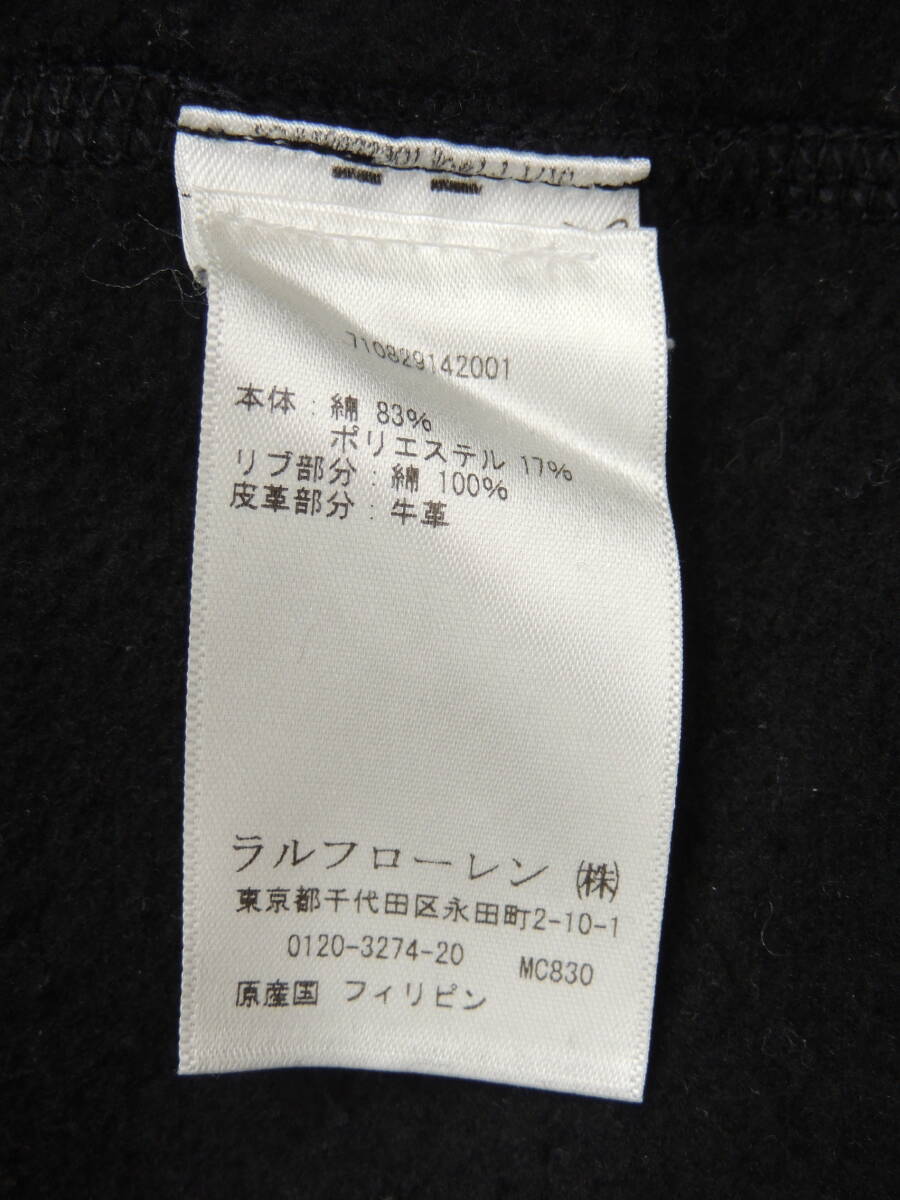 710829142001
本体 : 綿 83%
ポリエステル 17%
リブ部分 : 綿 100%
皮革部分 : 牛革
ラルフローレン ㈱
東京都千代田区永田町2-10-1
0120-3274-20 MC830
原産国 フィリピン